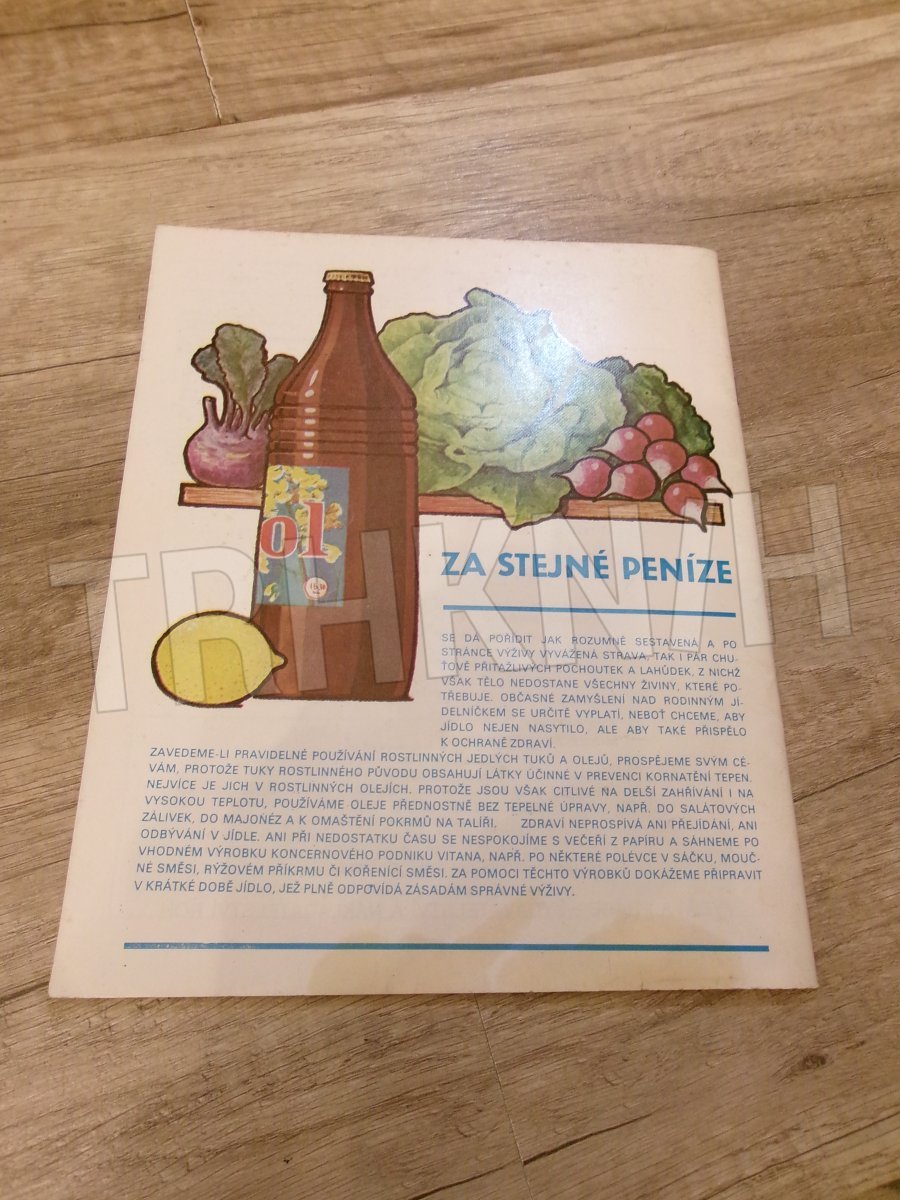 ol
ZA STEJNÉ PENÍZE
SE DÁ POŘÍDIT JAK ROZUMNĚ SESTAVENÁ A PO
STRÁNCE VÝŽIVY VYVÁŽENÁ STRAVA, TAK I PÁR CHU-
ŤOVĚ PŘITAŽLIVÝCH POCHOUTEK A LAHŮDEK, Z NICHŽ
VŠAK TĚLO NEDOSTANE VŠECHNY ŽIVINY, KTERÉ PO-
TŘEBUJE. OBČASNÉ ZAMYŠLENÍ NAD RODINNÝM JÍ-
DELNÍČKEM SE URČITĚ VYPLATÍ, NEBOŤ CHCEME, ABY
JÍDLO NEJEN NASYTILO, ALE ABY TAKÉ PŘISPĚLO
K OCHRANĚ ZDRAVÍ.
ZAVEDEME-LI PRAVIDELNÉ POUŽÍVÁNÍ ROSTLINNÝCH JEDLÝCH TUKŮ A OLEJŮ, PROSPĚJEME SVÝM CÉ-
VÁM, PROTOŽE TUKY ROSTLINNÉHO PŮVODU OBSAHUJÍ LÁTKY ÚČINNÉ V PREVENCI KORNATĚNÍ TEPEN.
NEJVÍCE JE JICH V ROSTLINNÝCH OLEJÍCH. PROTOŽE JSOU VŠAK CITLIVÉ NA DELŠÍ ZAHŘÍVÁNÍ I NA
VYSOKOU TEPLOTU, POUŽÍVÁME OLEJE PŘEDNOSTNĚ BEZ TEPELNÉ ÚPRAVY, NAPŘ. DO SALÁTOVÝCH
ZÁLIVEK, DO MAJONÉZ A K OMAŠTĚNÍ POKRMŮ NA TALÍŘI. ZDRAVÍ NEPROSPÍVÁ ANI PŘEJÍDÁNÍ, ANI
ODBÝVÁNÍ V JÍDLE. ANI PŘI NEDOSTATKU ČASU SE NESPOKOJÍME S VEČEŘÍ Z PAPÍRU A SÁHNEME PO
VHODNÉM VÝROBKU KONCERNOVÉHO PODNIKU VITANA, NAPŘ. PO NĚKTERÉ POLÉVCE V SÁČKU, MOUČ-
NÉ SMĚSI, RÝŽOVÉM PŘÍKRMU ČI KOŘENÍCÍ SMĚSI. ZA POMOCI TĚCHTO VÝROBKŮ DOKÁŽEME PŘIPRAVIT
V KRÁTKÉ DOBĚ JÍDLO, JEŽ PLNĚ ODPOVÍDÁ ZÁSADÁM SPRÁVNÉ VÝŽIVY.
TRHKNIH